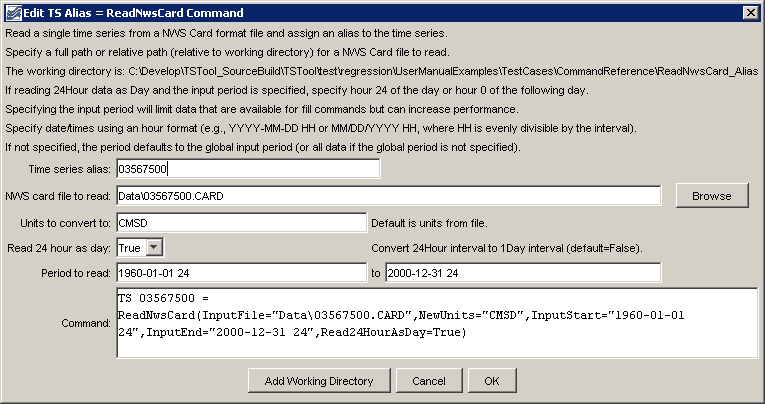 Edit TS Alias = ReadNwsCard Command
Read a single time series from a NWS Card format file and assign an alias to the time series.
Specify a full path or relative path (relative to working directory) for a NWS Card file to read.
The working directory is: C:\Develop\TSTool_SourceBuild\TSTool\test\regression\UserManualExamples\TestCases\CommandReference\ReadNwsCard_Alias
If reading 24Hour data as Day and the input period is specified, specify hour 24 of the day or hour 0 of the following day.
Specifying the input period will limit data that are available for fill commands but can increase performance.
Specify date/times using an hour format (e.g., YYYY-MM-DD HH or MM/DD/YYYY HH, where HH is evenly divisible by the interval).
If not specified, the period defaults to the global input period (or all data if the global period is not specified).
Time series alias: 03567500
NWS card file to read: Data\03567500.CARD Browse
Units to convert to: CMSD Default is units from file.
Read 24 hour as day: True Convert 24Hour interval to 1Day interval (default=False).
Period to read: 1960-01-01 24 to 2000-12-31 24
TS 03567500 =
Command: ReadNwsCard(InputFile="Data\03567500.CARD",NewUnits="CMSD",InputStart="1960-01-01
24",InputEnd="2000-12-31 24",Read24HourAsDay=True)
Add Working Directory Cancel OK